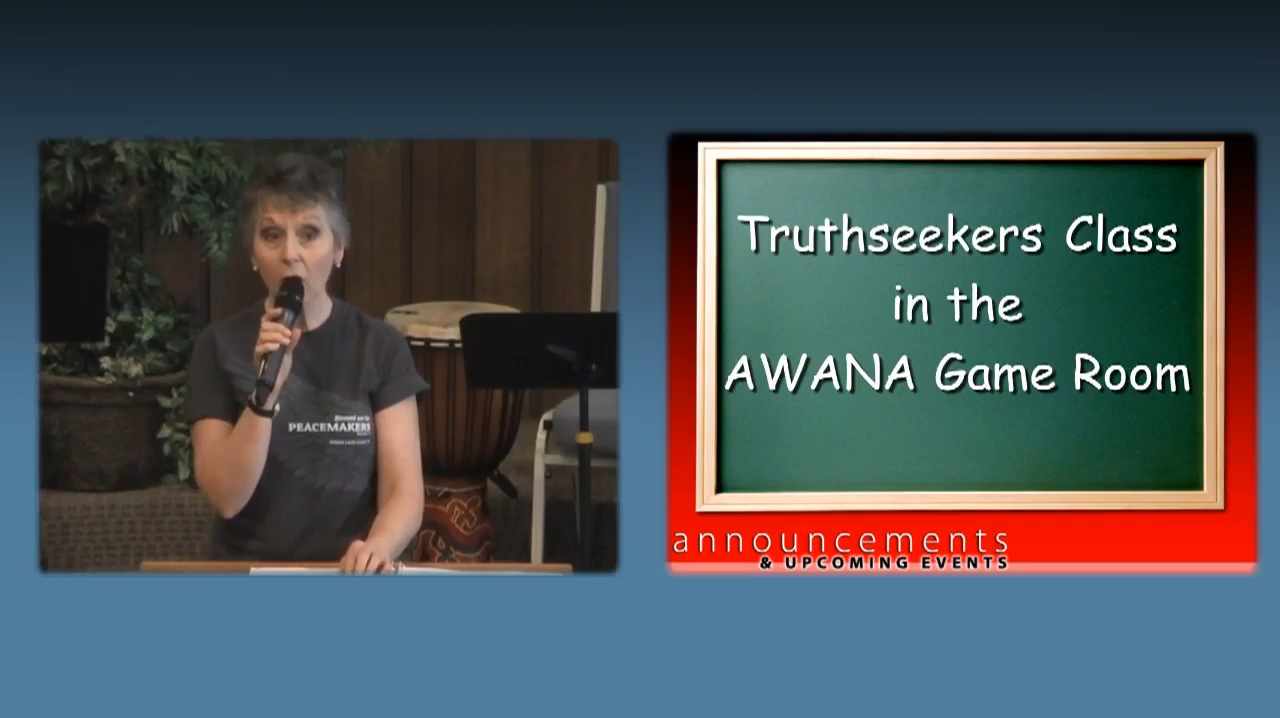 PEACEMAKERS
Truthseekers Class
in the
AWANA Game Room
announcements
& UPCOMING EVENTS